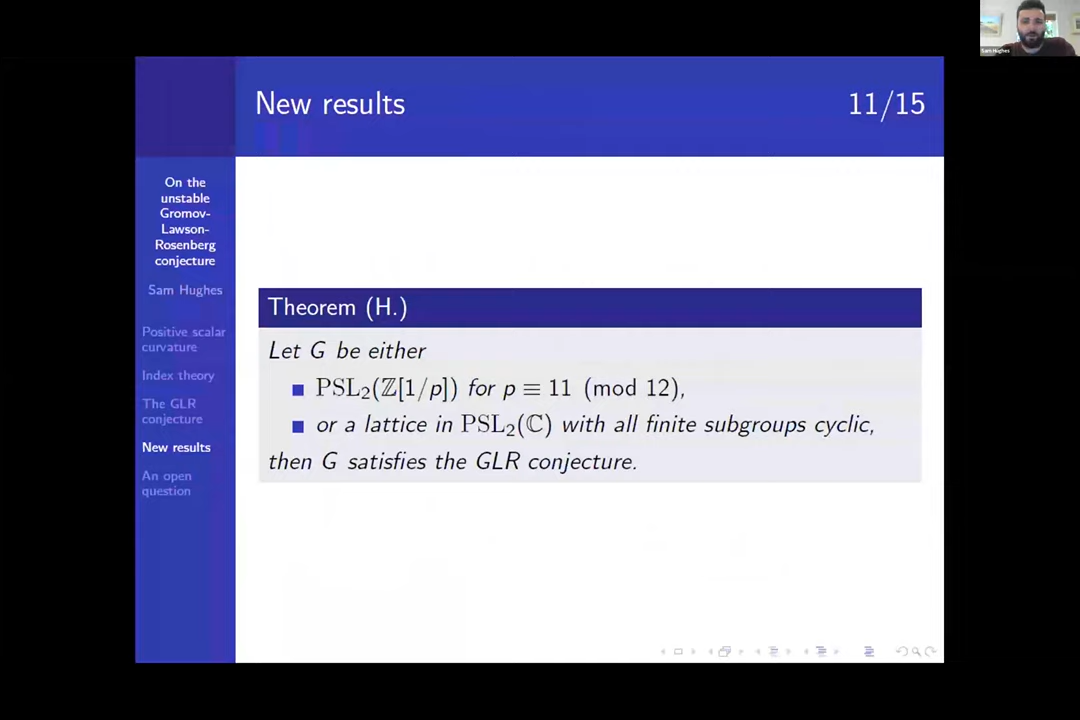 New results
11/15
On the
unstable
Gromov-
Lawson-
Rosenberg
conjecture
Sam Hughes
Positive scalar
curvature
Index theory
The GLR
conjecture
New results
An open
question
Theorem (H.)
Let G be either
PSL₂(ℤ[1/p]) for p ≡ 11 (mod 12),
or a lattice in PSL₂(ℂ) with all finite subgroups cyclic,
then G satisfies the GLR conjecture.
Sam Hughes